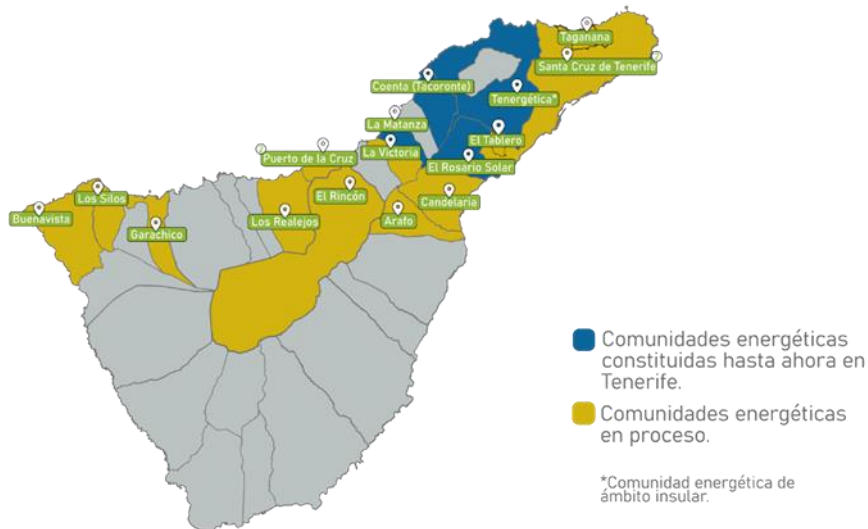 Taganana
Santa Cruz de Tenerife
Coenta (Tacoronte)
Tenergética*
La Matanza
El Tablero
La Victoria
Puerto de la Cruz
El Rosario Solar
El Rincón
Candelaria
Los Silos
Buenavista
Los Realejos
Arafo
Garachico
Comunidades energéticas
constituidas hasta ahora en
Tenerife.
Comunidades energéticas
en proceso.
*Comunidad energética de
ámbito insular.